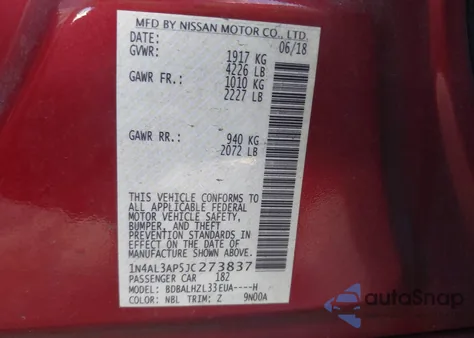 MFD BY NISSAN MOTOR CO., LTD.
DATE: 06/18
GVWR: 1917 KG
4226 LB
GAWR FR.: 1010 KG
2227 LB
GAWR RR.: 940 KG
2072 LB
THIS VEHICLE CONFORMS TO
ALL APPLICABLE FEDERAL
MOTOR VEHICLE SAFETY,
BUMPER, AND THEFT
PREVENTION STANDARDS IN
EFFECT ON THE DATE OF
MANUFACTURE SHOWN ABOVE.
1N4AL3AP5JC273837
PASSENGER CAR 182
MODEL: BDBALHZL33EUA----H
COLOR: NBL TRIM: Z 9N00A
autoSnap